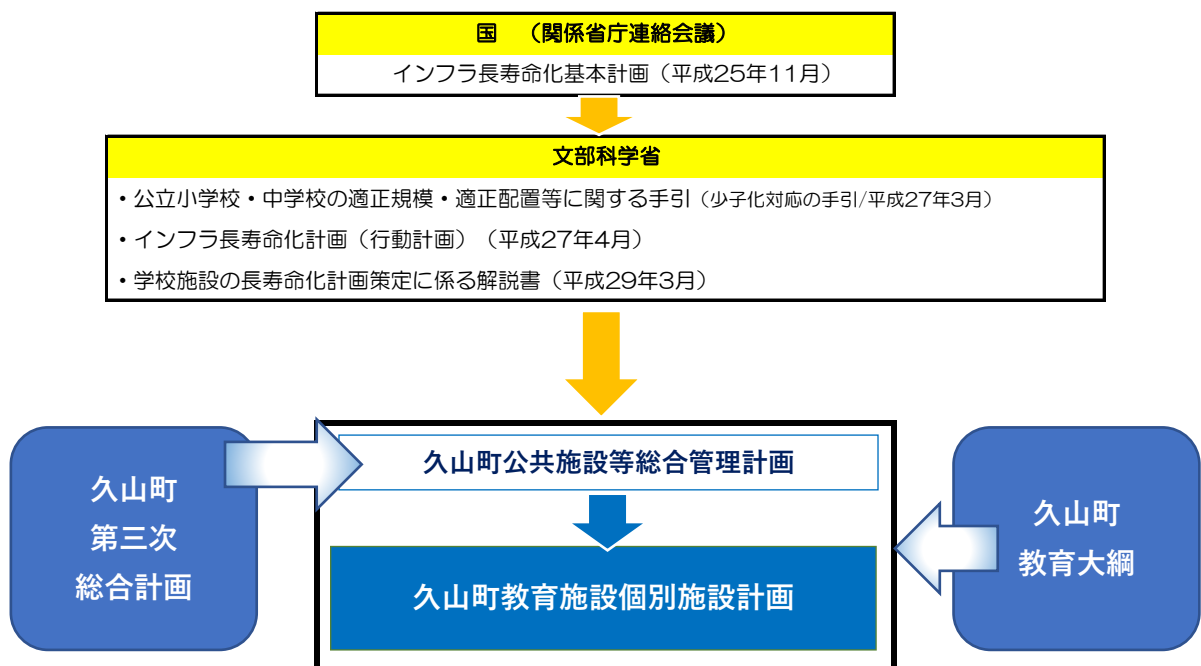 国　（関係省庁連絡会議）
インフラ長寿命化基本計画（平成25年11月）
文部科学省
・公立小学校・中学校の適正規模・適正配置等に関する手引（少子化対応の手引/平成27年3月）
・インフラ長寿命化計画（行動計画）（平成27年4月）
・学校施設の長寿命化計画策定に係る解説書（平成29年3月）
久山町
第三次
総合計画
久山町公共施設等総合管理計画
久山町教育施設個別施設計画
久山町
教育大綱